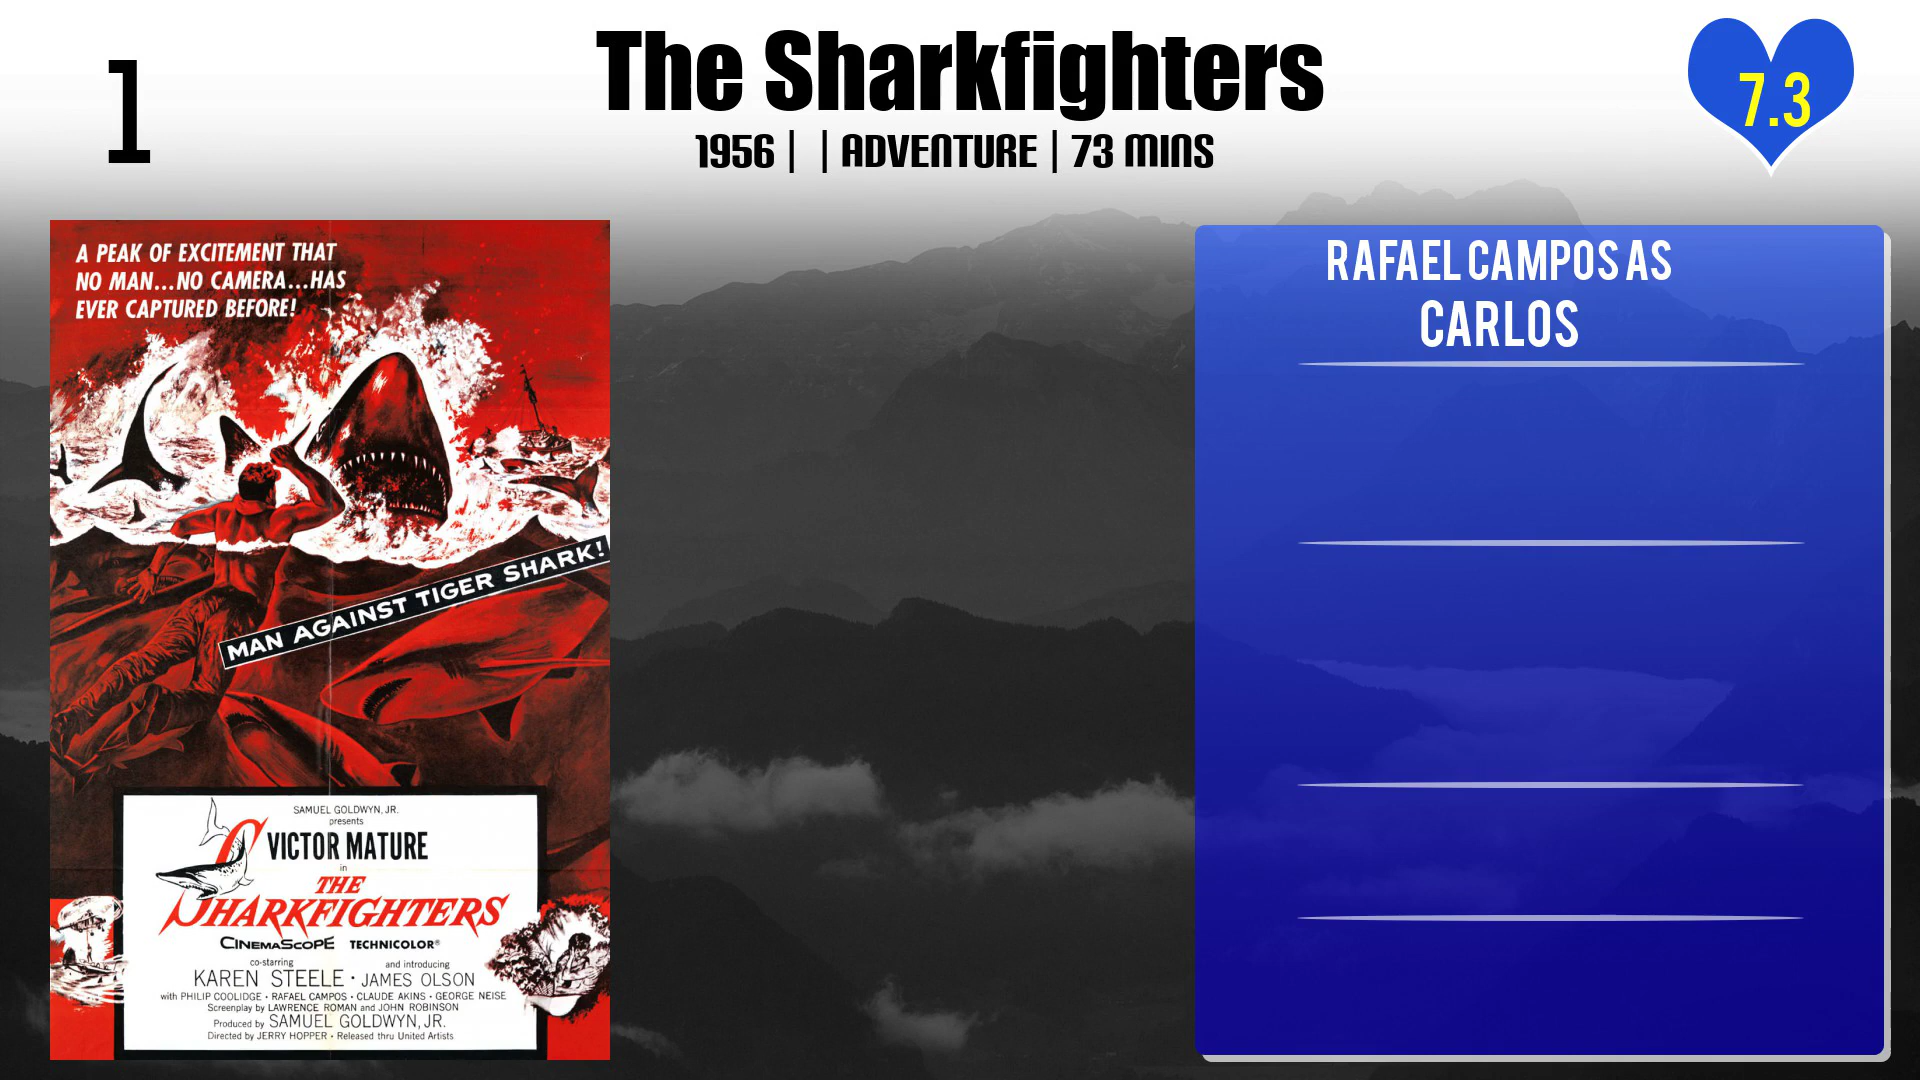 1
The Sharkfighters
1956 | | ADVENTURE | 73 MINS
7.3
A PEAK OF EXCITEMENT THAT
NO MAN...NO CAMERA...HAS
EVER CAPTURED BEFORE!
MAN AGAINST TIGER SHARK!
SAMUEL GOLDWYN, JR.
presents
VICTOR MATURE
in
THE
SHARKFIGHTERS
CINEMASCOPE TECHNICOLOR®
co-starring and introducing
KAREN STEELE · JAMES OLSON
with PHILIP COOLIDGE · RAFAEL CAMPOS · CLAUDE AKINS · GEORGE NEISE
Screenplay by LAWRENCE ROMAN and JOHN ROBINSON
Produced by SAMUEL GOLDWYN, JR.
Directed by JERRY HOPPER · Released thru United Artists
RAFAEL CAMPOS AS
CARLOS